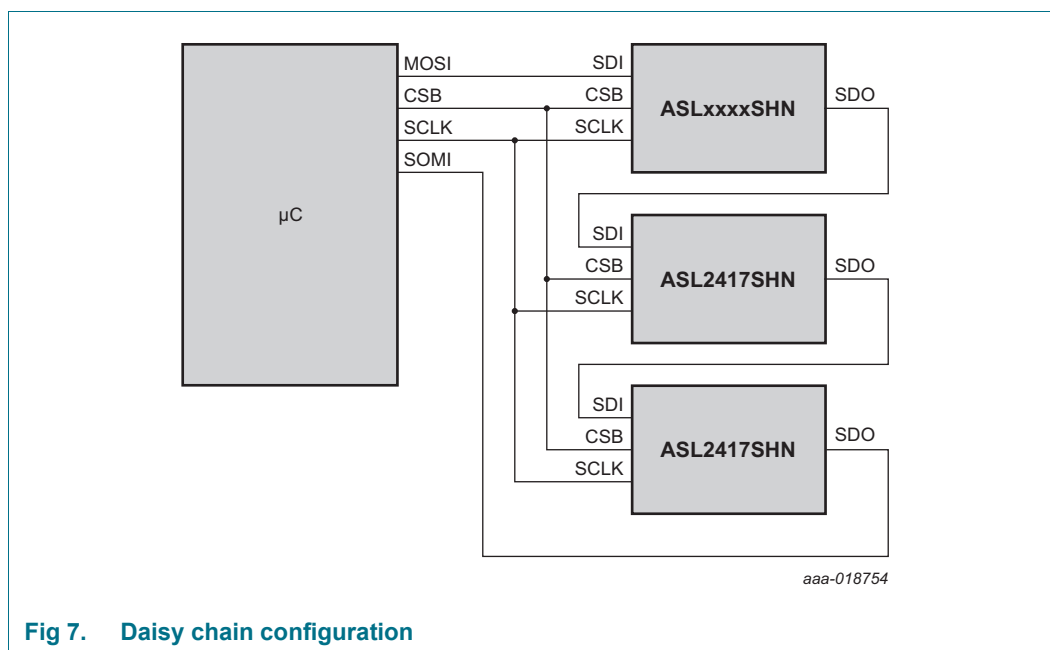 MOSI
SDI
CSB
CSB
ASLxxxxSHN
SDO
SCLK
SCLK
SOMI
µC
SDI
CSB
ASL2417SHN
SDO
SCLK
SDI
CSB
ASL2417SHN
SDO
SCLK
aaa-018754
Fig 7. Daisy chain configuration